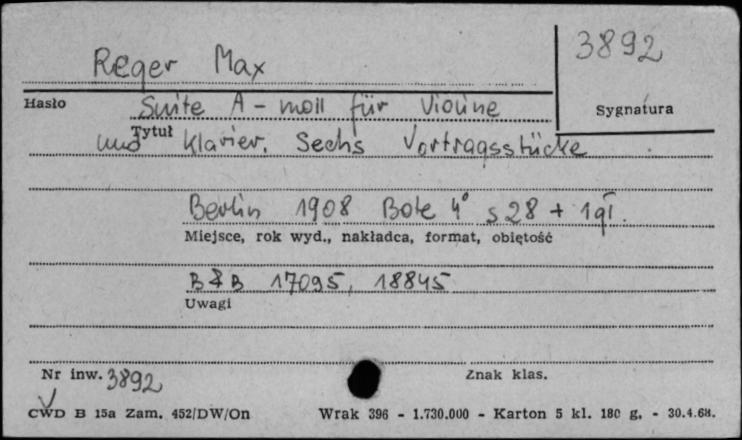 Reger Max
3892
Hasło
Sygnatura
Suite A-moll für Violine
Tytuł
und Klavier. Sechs Vortragsstücke
Berlin 1908 Bote 4° s 28 + 1
Miejsce, rok wyd., nakładca, format, obiętość
B & B 17095, 18845
Uwagi
Nr inw. 3892
Znak klas.
CWD B 15a Zam. 452/DW/On Wrak 396 - 1.730.000 - Karton 5 kl. 180 g. - 30.4.68.